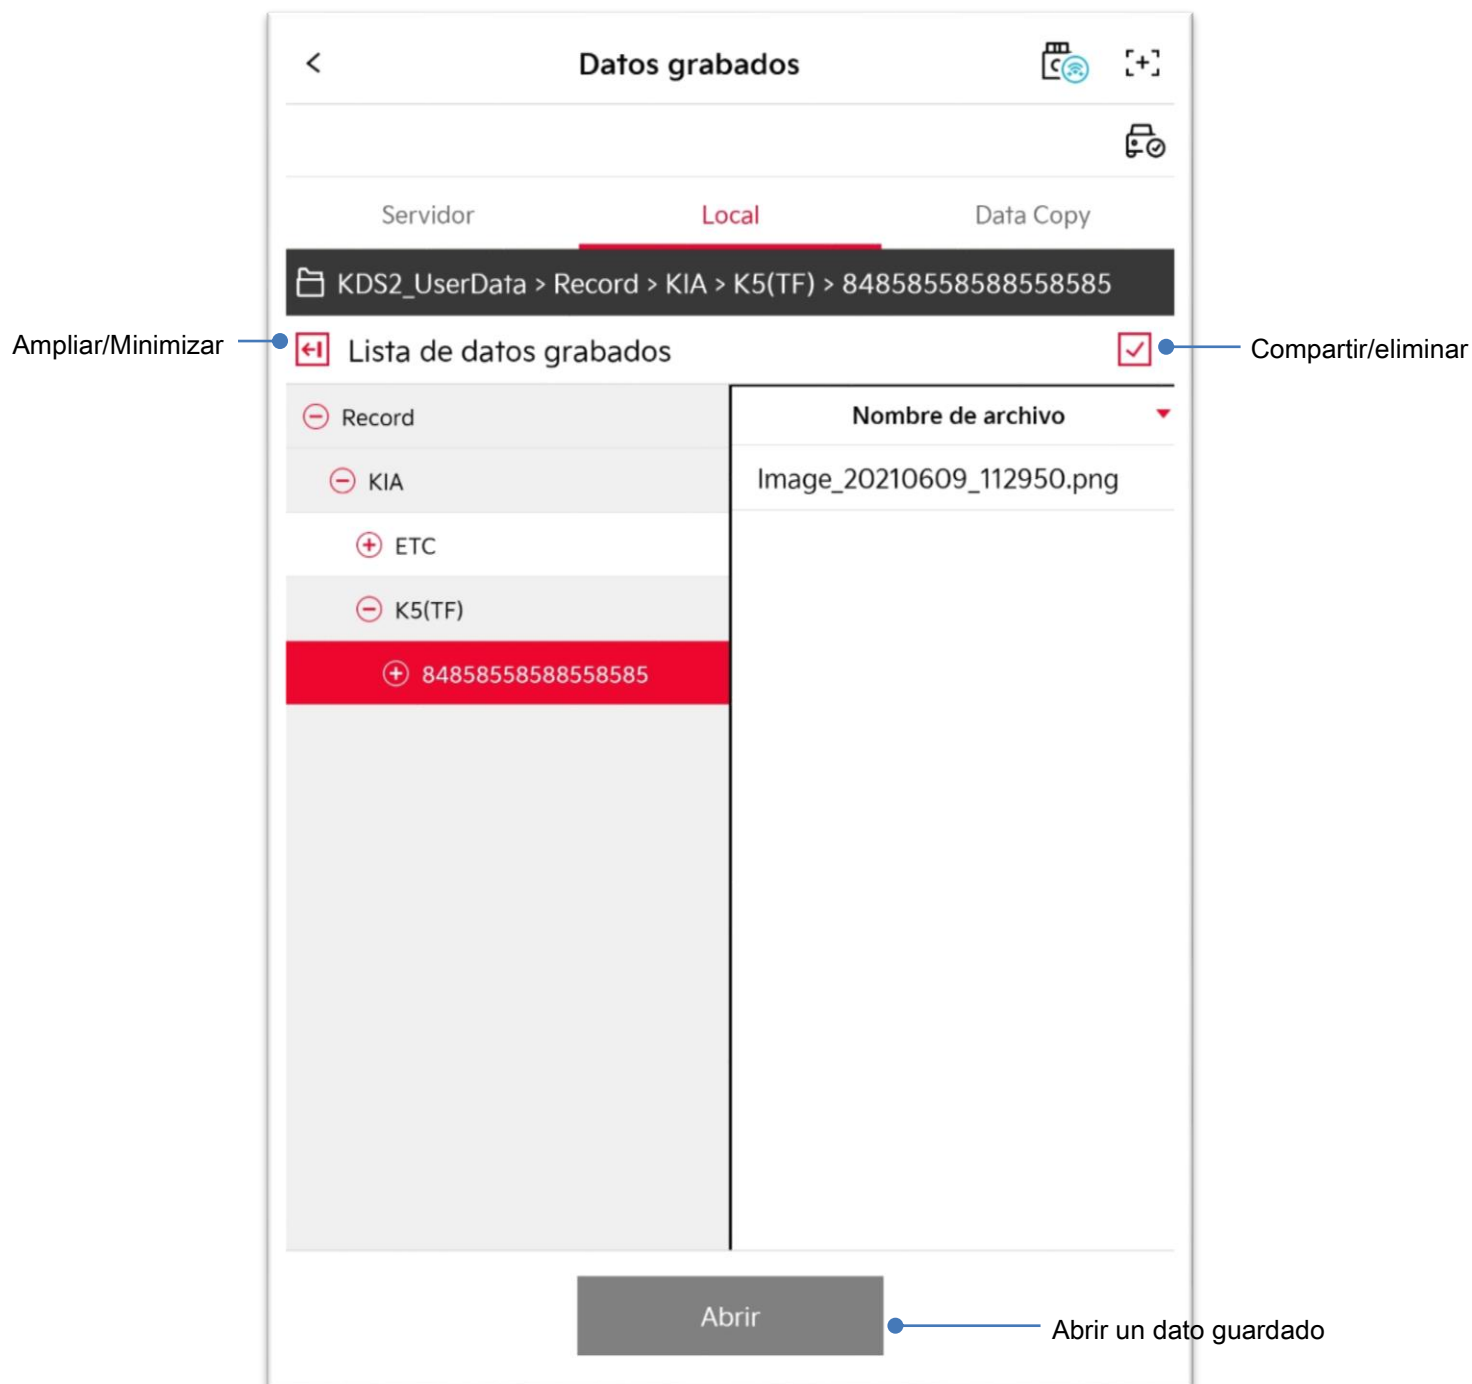 Datos grabados
Servidor Local Data Copy
KDS2_UserData > Record > KIA > K5(TF) > 84858558588558585
Ampliar/Minimizar
Lista de datos grabados
Compartir/eliminar
Record
Nombre de archivo
KIA
Image_20210609_112950.png
ETC
K5(TF)
84858558588558585
Abrir
Abrir un dato guardado